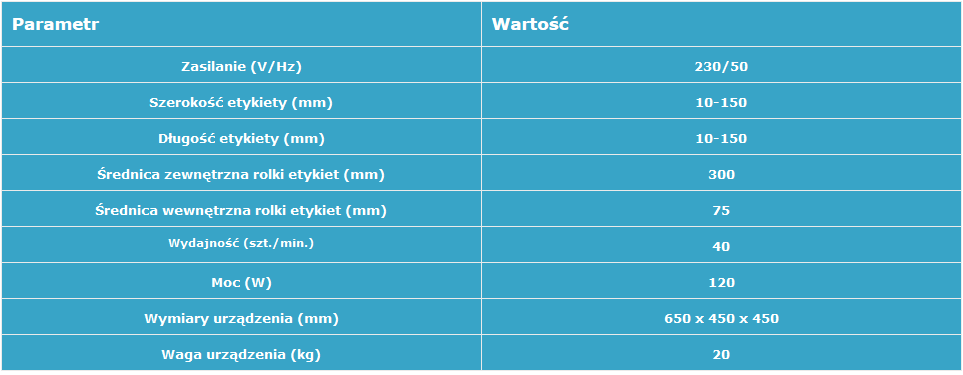 Parametr Wartość
Zasilanie (V/Hz) 230/50
Szerokość etykiety (mm) 10-150
Długość etykiety (mm) 10-150
Średnica zewnętrzna rolki etykiet (mm) 300
Średnica wewnętrzna rolki etykiet (mm) 75
Wydajność (szt./min.) 40
Moc (W) 120
Wymiary urządzenia (mm) 650 x 450 x 450
Waga urządzenia (kg) 20